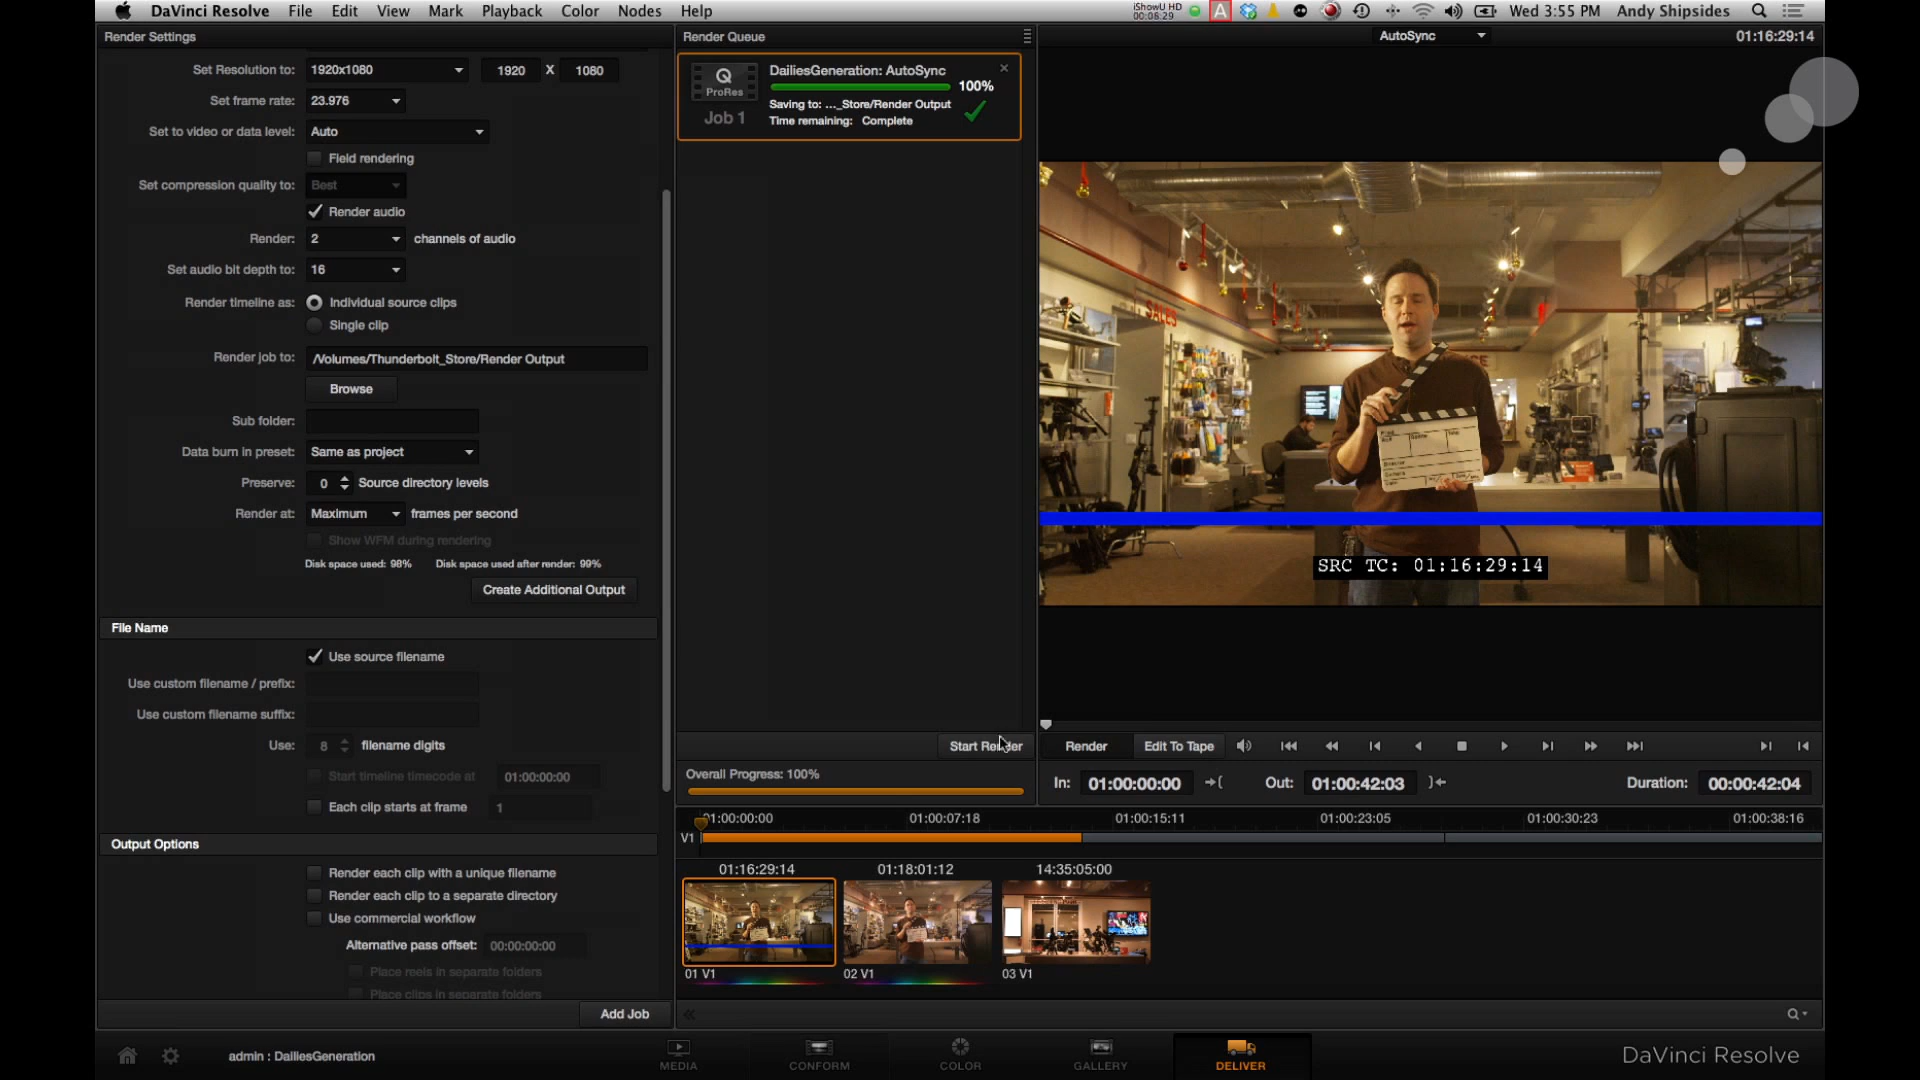 DaVinci Resolve File Edit View Mark Playback Color Nodes Help
iShowU HD
00:06:29
Wed 3:55 PM Andy Shipsides
Render Settings
Set Resolution to: 1920x1080 1920 X 1080
Set frame rate: 23.976
Set to video or data level: Auto
Field rendering
Set compression quality to: Best
Render audio
Render: 2 channels of audio
Set audio bit depth to: 16
Render timeline as: Individual source clips
Single clip
Render job to: /Volumes/Thunderbolt_Store/Render Output
Browse
Sub folder:
Data burn in preset: Same as project
Preserve: 0 Source directory levels
Render at: Maximum frames per second
Show WFM during rendering
Disk space used: 98% Disk space used after render: 99%
Create Additional Output
File Name
Use source filename
Use custom filename / prefix:
Use custom filename suffix:
Use: 8 filename digits
Start timeline timecode at 01:00:00:00
Each clip starts at frame 1
Output Options
Render each clip with a unique filename
Render each clip to a separate directory
Use commercial workflow
Alternative pass offset: 00:00:00:00
Place reels in separate folders
Place clips in separate folders
Add Job
Render Queue
Q
ProRes
Job 1
DailiesGeneration: AutoSync
100%
Saving to: ..._Store/Render Output
Time remaining: Complete
Start Render
Overall Progress: 100%
AutoSync 01:16:29:14
SALES
SRC TC: 01:16:29:14
Render Edit To Tape
In: 01:00:00:00 Out: 01:00:42:03 Duration: 00:00:42:04
01:00:00:00 01:00:07:18 01:00:15:11 01:00:23:05 01:00:30:23 01:00:38:16
V1
01:16:29:14 01:18:01:12 14:35:05:00
01 V1 02 V1 03 V1
admin : DailiesGeneration
MEDIA CONFORM COLOR GALLERY DELIVER
DaVinci Resolve